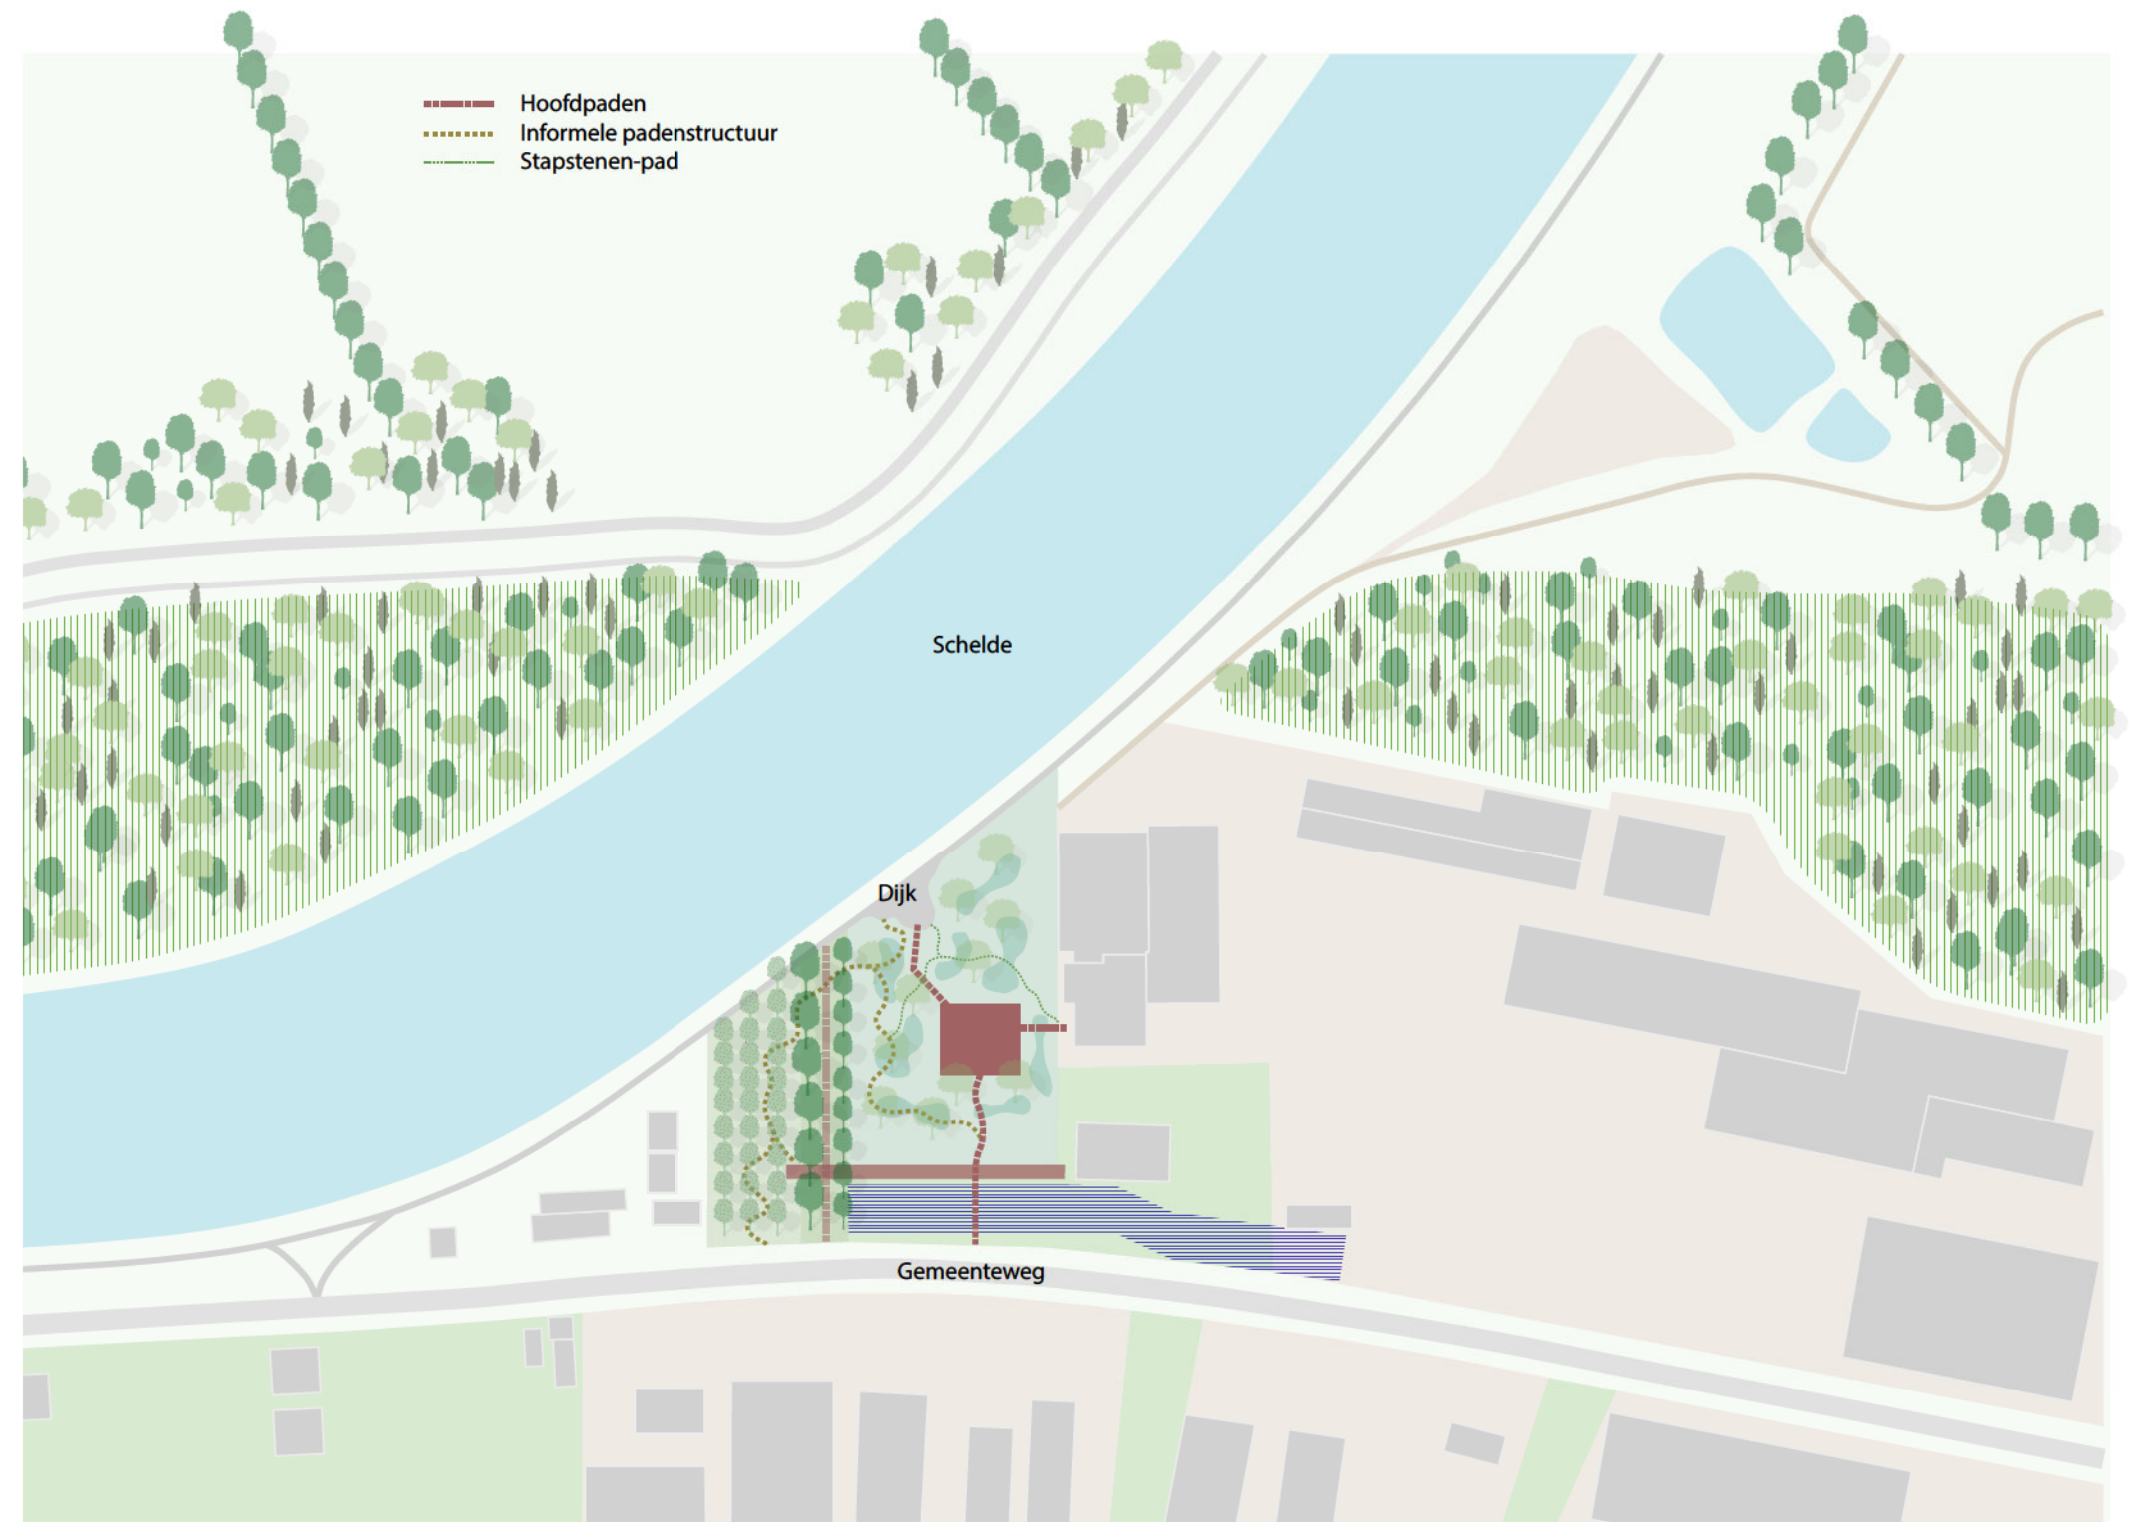 Hoofdpaden
Informele padenstructuur
Stapstenen-pad
Schelde
Dijk
Gemeenteweg